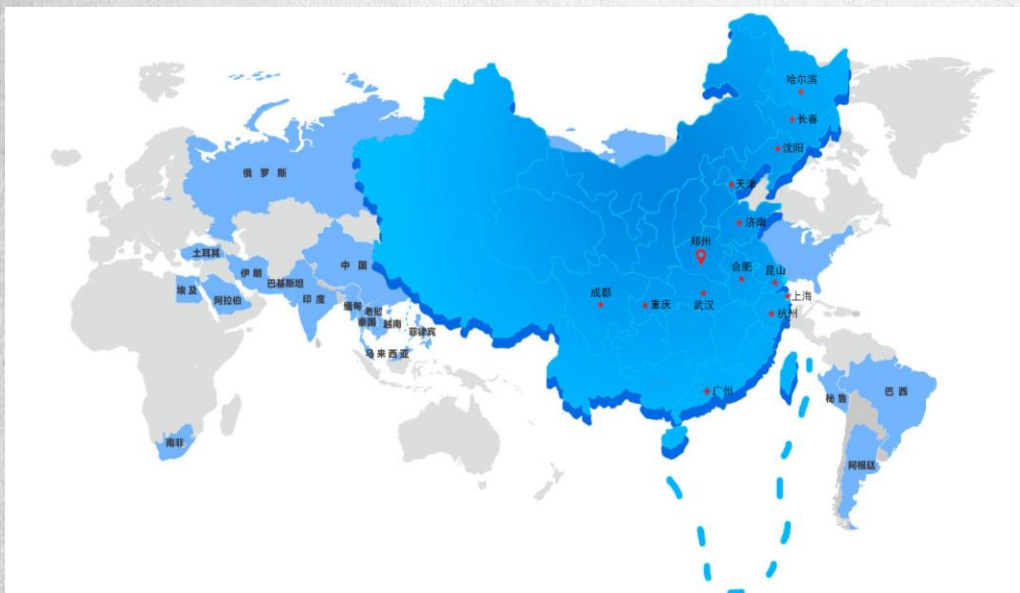 哈尔滨
长春
沈阳
天津
济南
郑州
合肥
昆山
上海
杭州
武汉
重庆
成都
广州
俄罗斯
土耳其
伊朗
中国
巴基斯坦
埃及
阿拉伯
印度
缅甸
老挝
泰国
越南
菲律宾
马来西亚
南非
秘鲁
巴西
阿根廷